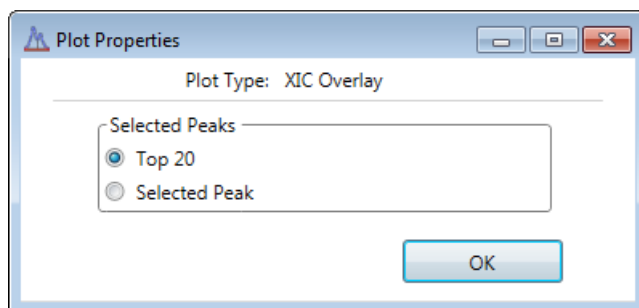 Plot Properties
Plot Type: XIC Overlay
Selected Peaks
Top 20
Selected Peak
OK